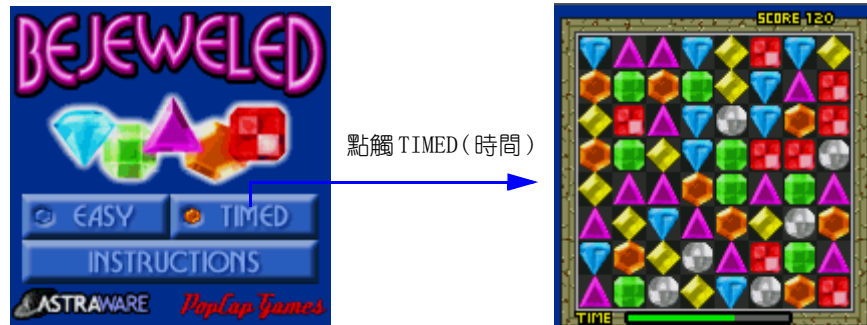 BEJEWELED
EASY
TIMED
INSTRUCTIONS
ASTRAWARE
PopCap Games
點觸 TIMED(時間)
SCORE 120
TIME